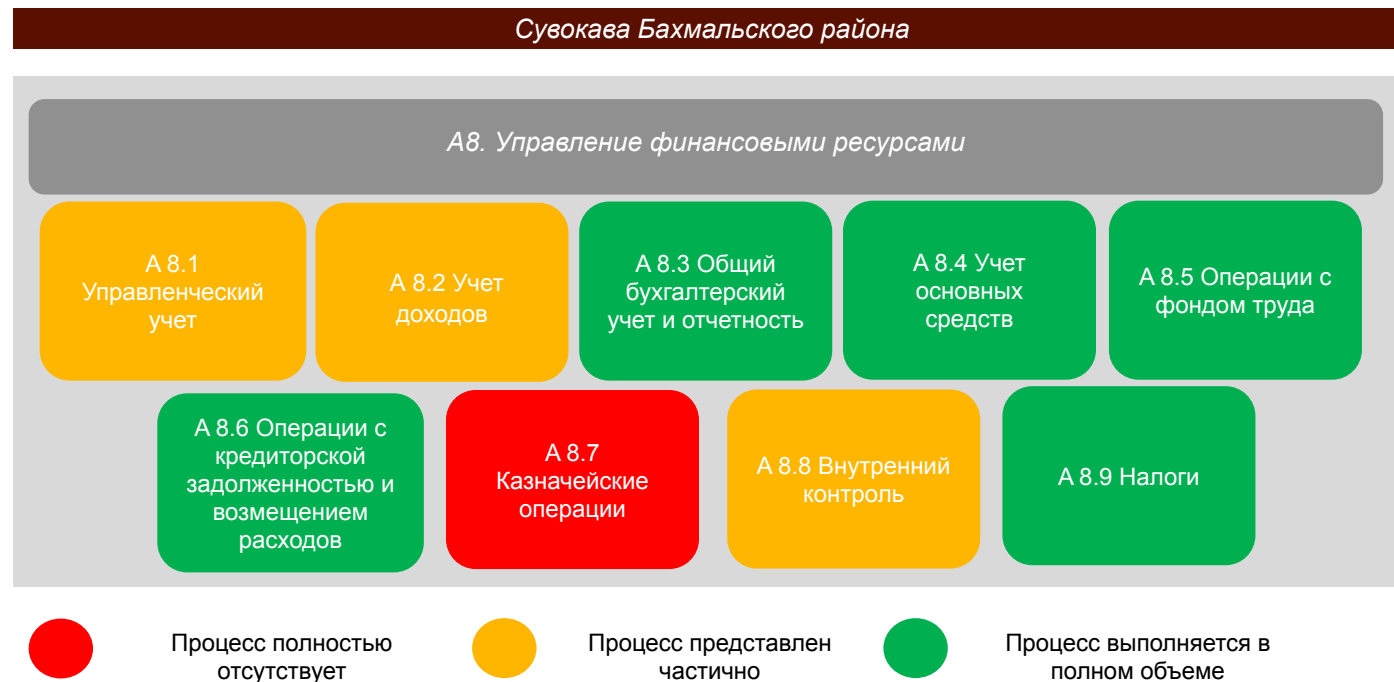 Сувокава Бахмальского района
А8. Управление финансовыми ресурсами
А 8.1
Управленческий
учет
А 8.2 Учет
доходов
А 8.3 Общий
бухгалтерский
учет и отчетность
А 8.4 Учет
основных
средств
А 8.5 Операции с
фондом труда
А 8.6 Операции с
кредиторской
задолженностью и
возмещением
расходов
А 8.7
Казначейские
операции
А 8.8 Внутренний
контроль
А 8.9 Налоги
Процесс полностью
отсутствует
Процесс представлен
частично
Процесс выполняется в
полном объеме